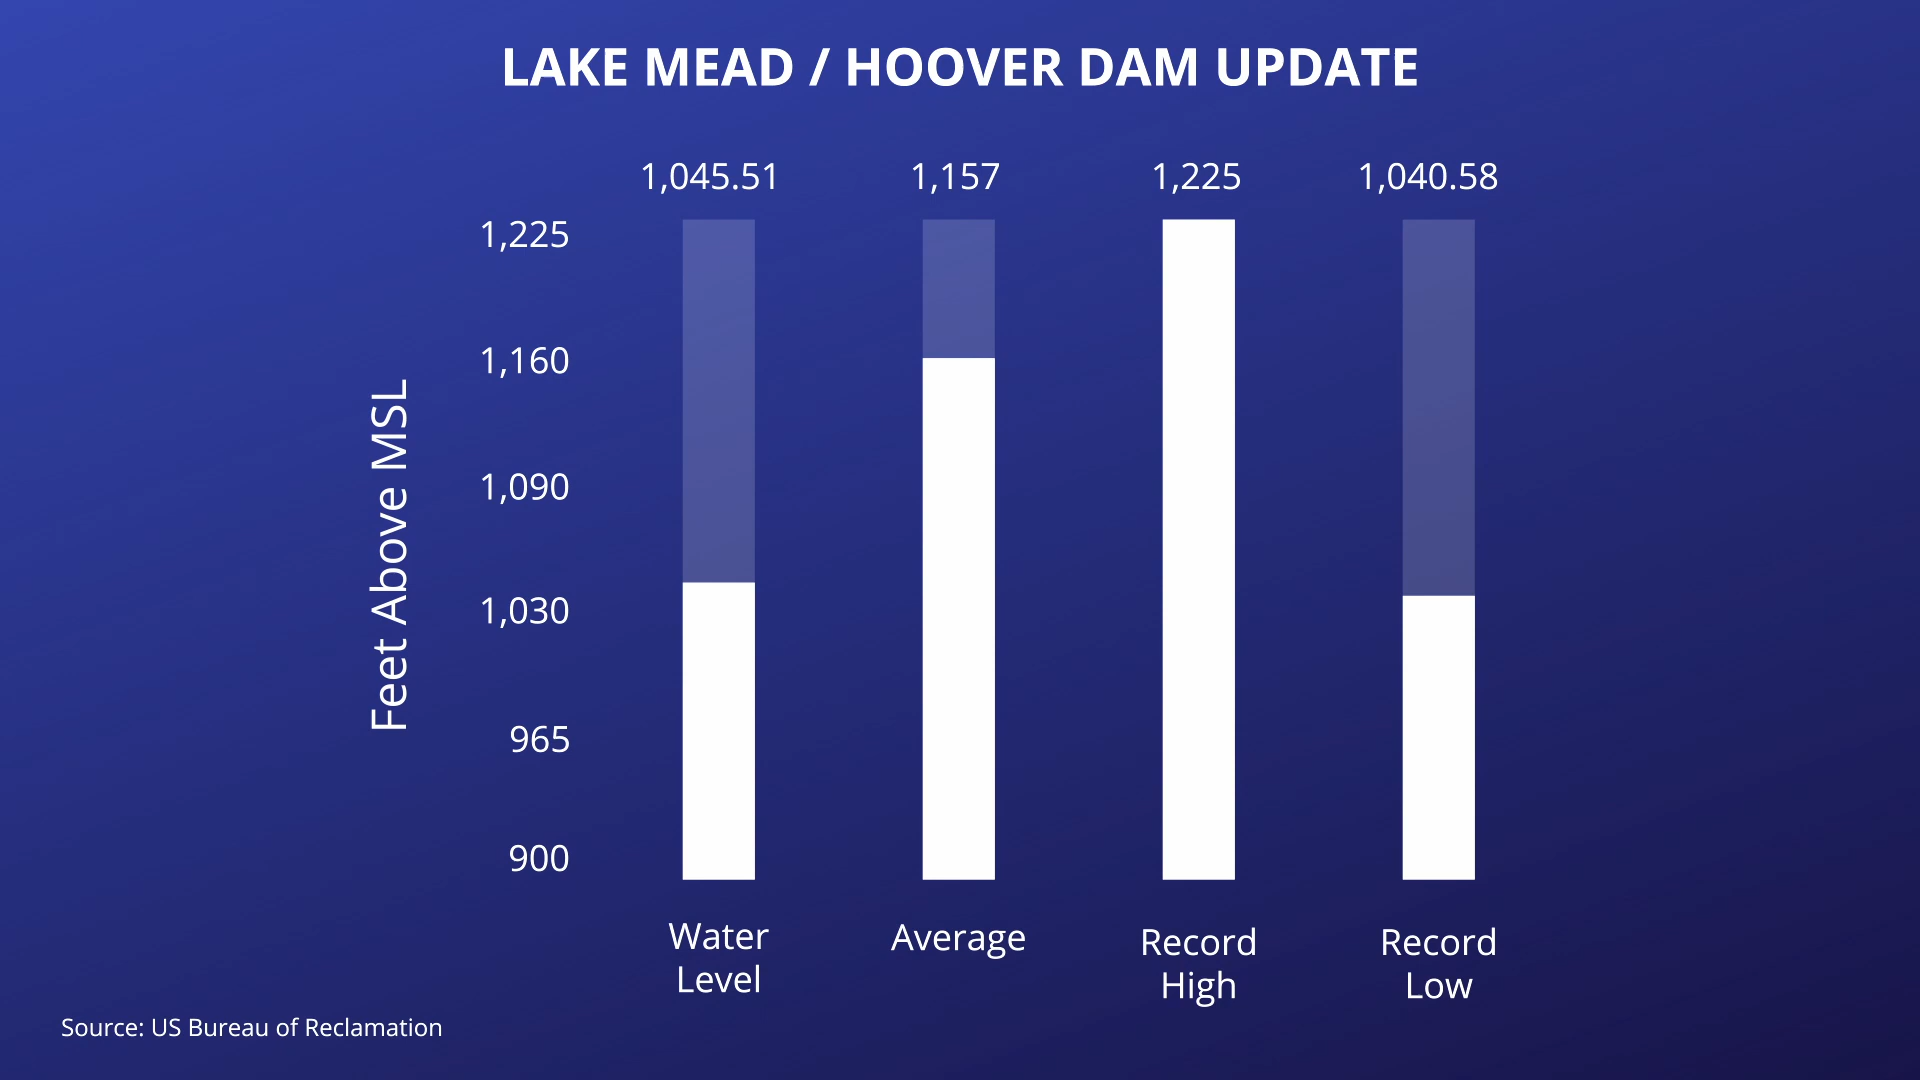 LAKE MEAD / HOOVER DAM UPDATE
1,045.51
1,157
1,225
1,040.58
1,225
1,160
1,090
1,030
965
900
Feet Above MSL
Water
Level
Average
Record
High
Record
Low
Source: US Bureau of Reclamation